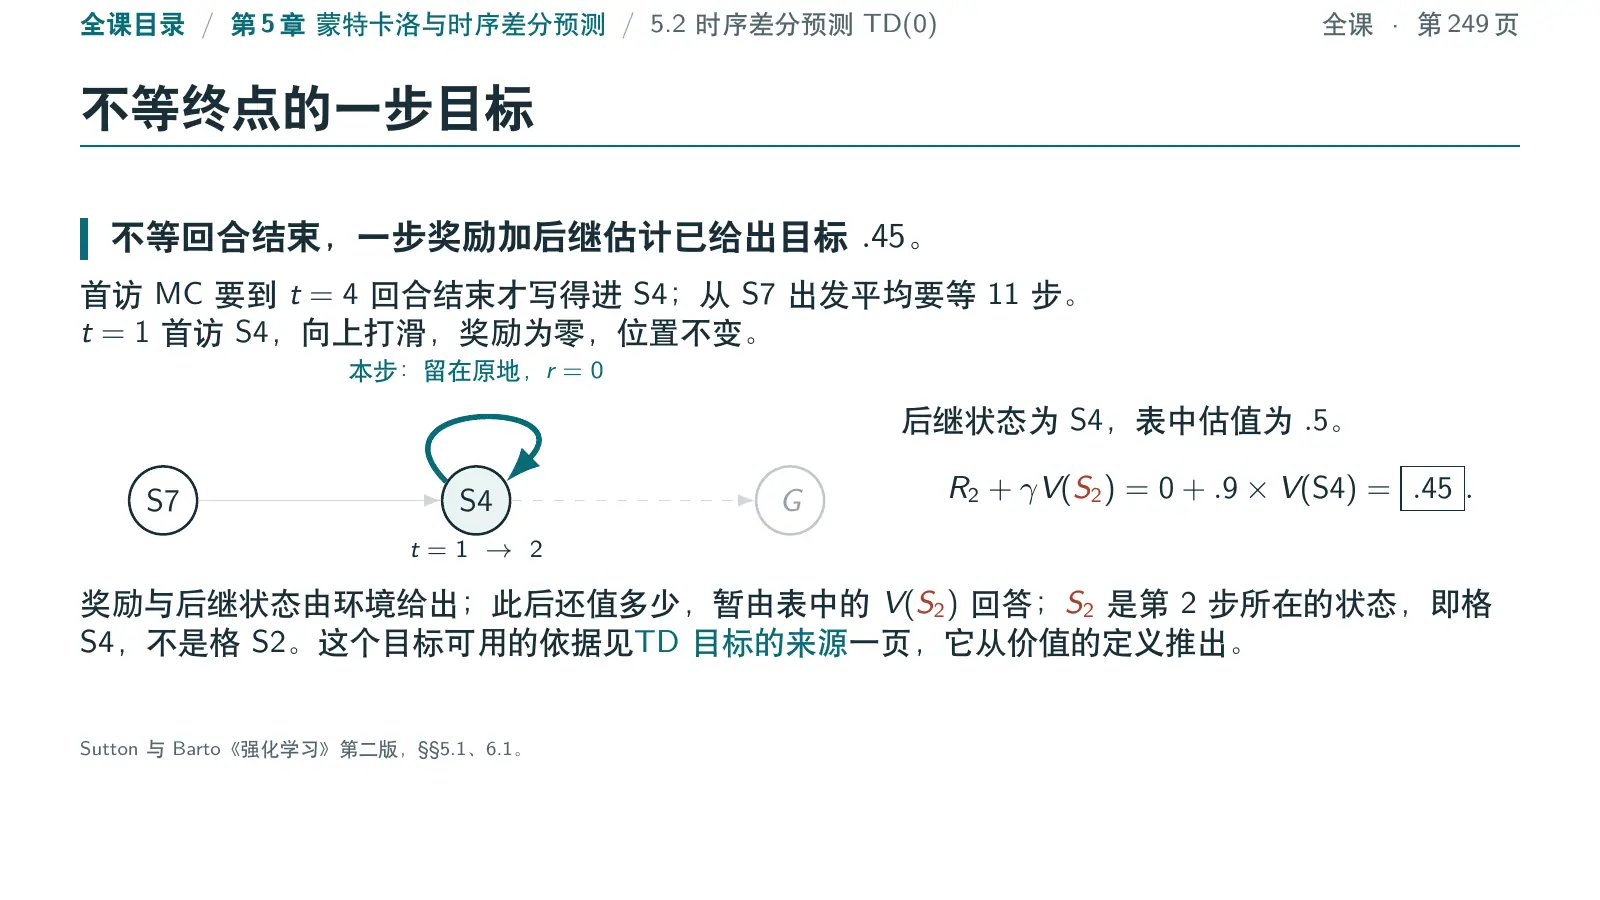 全课目录 / 第 5 章 蒙特卡洛与时序差分预测 / 5.2 时序差分预测 TD(0)
全课 · 第 249 页
不等终点的一步目标
不等回合结束，一步奖励加后继估计已给出目标 .45。
首访 MC 要到 t = 4 回合结束才写得进 S4；从 S7 出发平均要等 11 步。
t = 1 首访 S4，向上打滑，奖励为零，位置不变。
本步：留在原地，r = 0
S7
S4
G
t = 1 → 2
后继状态为 S4，表中估值为 .5。
R₂ + γV(S₂) = 0 + .9 × V(S4) = .45.
奖励与后继状态由环境给出；此后还值多少，暂由表中的 V(S₂) 回答；S₂ 是第 2 步所在的状态，即格
S4，不是格 S2。这个目标可用的依据见TD 目标的来源一页，它从价值的定义推出。
Sutton 与 Barto《强化学习》第二版，§§5.1、6.1。